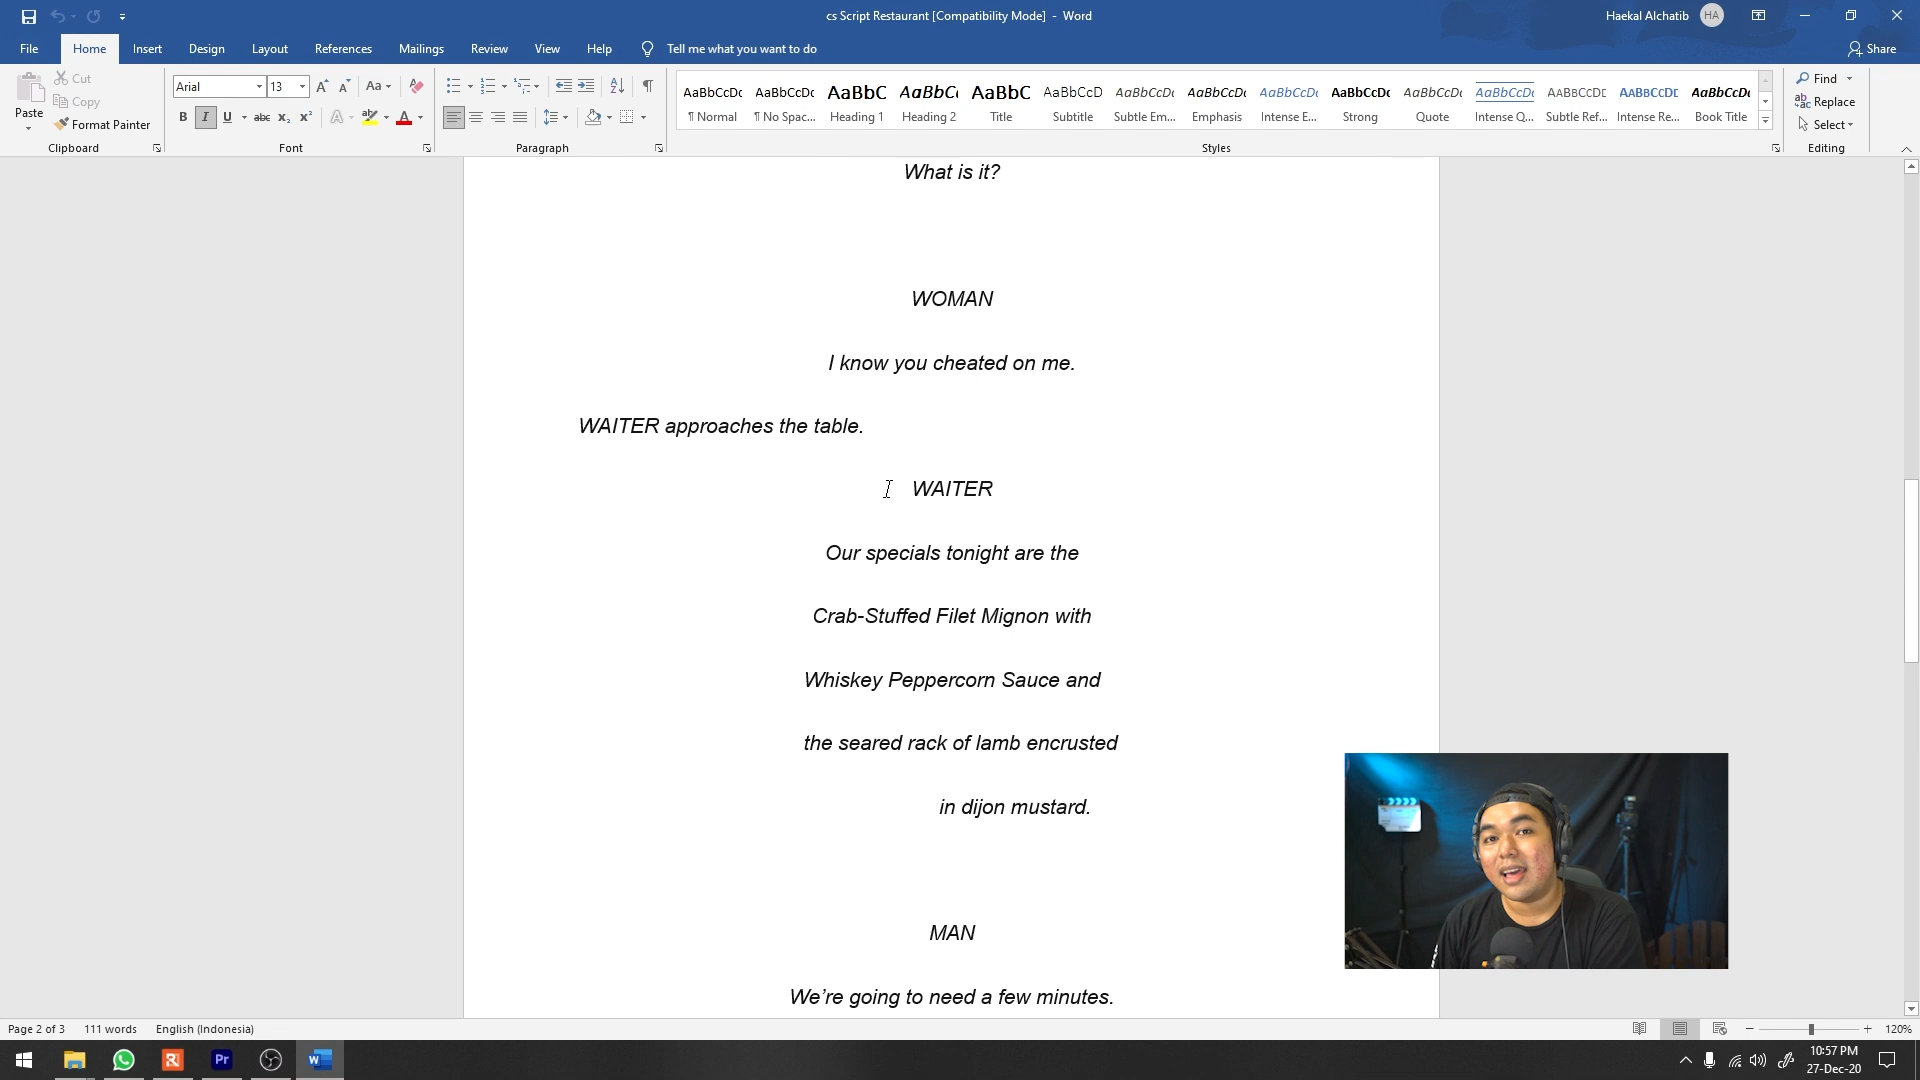 cs Script Restaurant [Compatibility Mode] - Word
Haekal Alchatib HA
File Home Insert Design Layout References Mailings Review View Help Tell me what you want to do Share
Paste
Cut
Copy
Format Painter
Clipboard
Arial 13 Aa
B I U abc x₂ x² A ab A
Font
Paragraph
AaBbCcDc AaBbCcDc AaBbC AaBbC AaBbC AaBbCcD AaBbCcDc AaBbCcDc AaBbCcDc AaBbCcDc AaBbCcDc AaBbCcDc AABBCCDE AABBCCDE AaBbCcDc
¶ Normal ¶ No Spac... Heading 1 Heading 2 Title Subtitle Subtle Em... Emphasis Intense E... Strong Quote Intense Q... Subtle Ref... Intense Re... Book Title
Styles
Find
Replace
Select
Editing
What is it?
WOMAN
I know you cheated on me.
WAITER approaches the table.
WAITER
Our specials tonight are the
Crab-Stuffed Filet Mignon with
Whiskey Peppercorn Sauce and
the seared rack of lamb encrusted
in dijon mustard.
MAN
We're going to need a few minutes.
Page 2 of 3 111 words English (Indonesia)
120%
Pr
10:57 PM
27-Dec-20